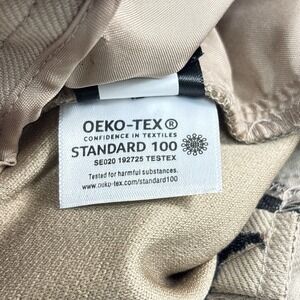 OEKO-TEX®
CONFIDENCE IN TEXTILES
STANDARD 100
SE020 192725 TESTEX
Tested for harmful substances.
www.oeko-tex.com/standard100